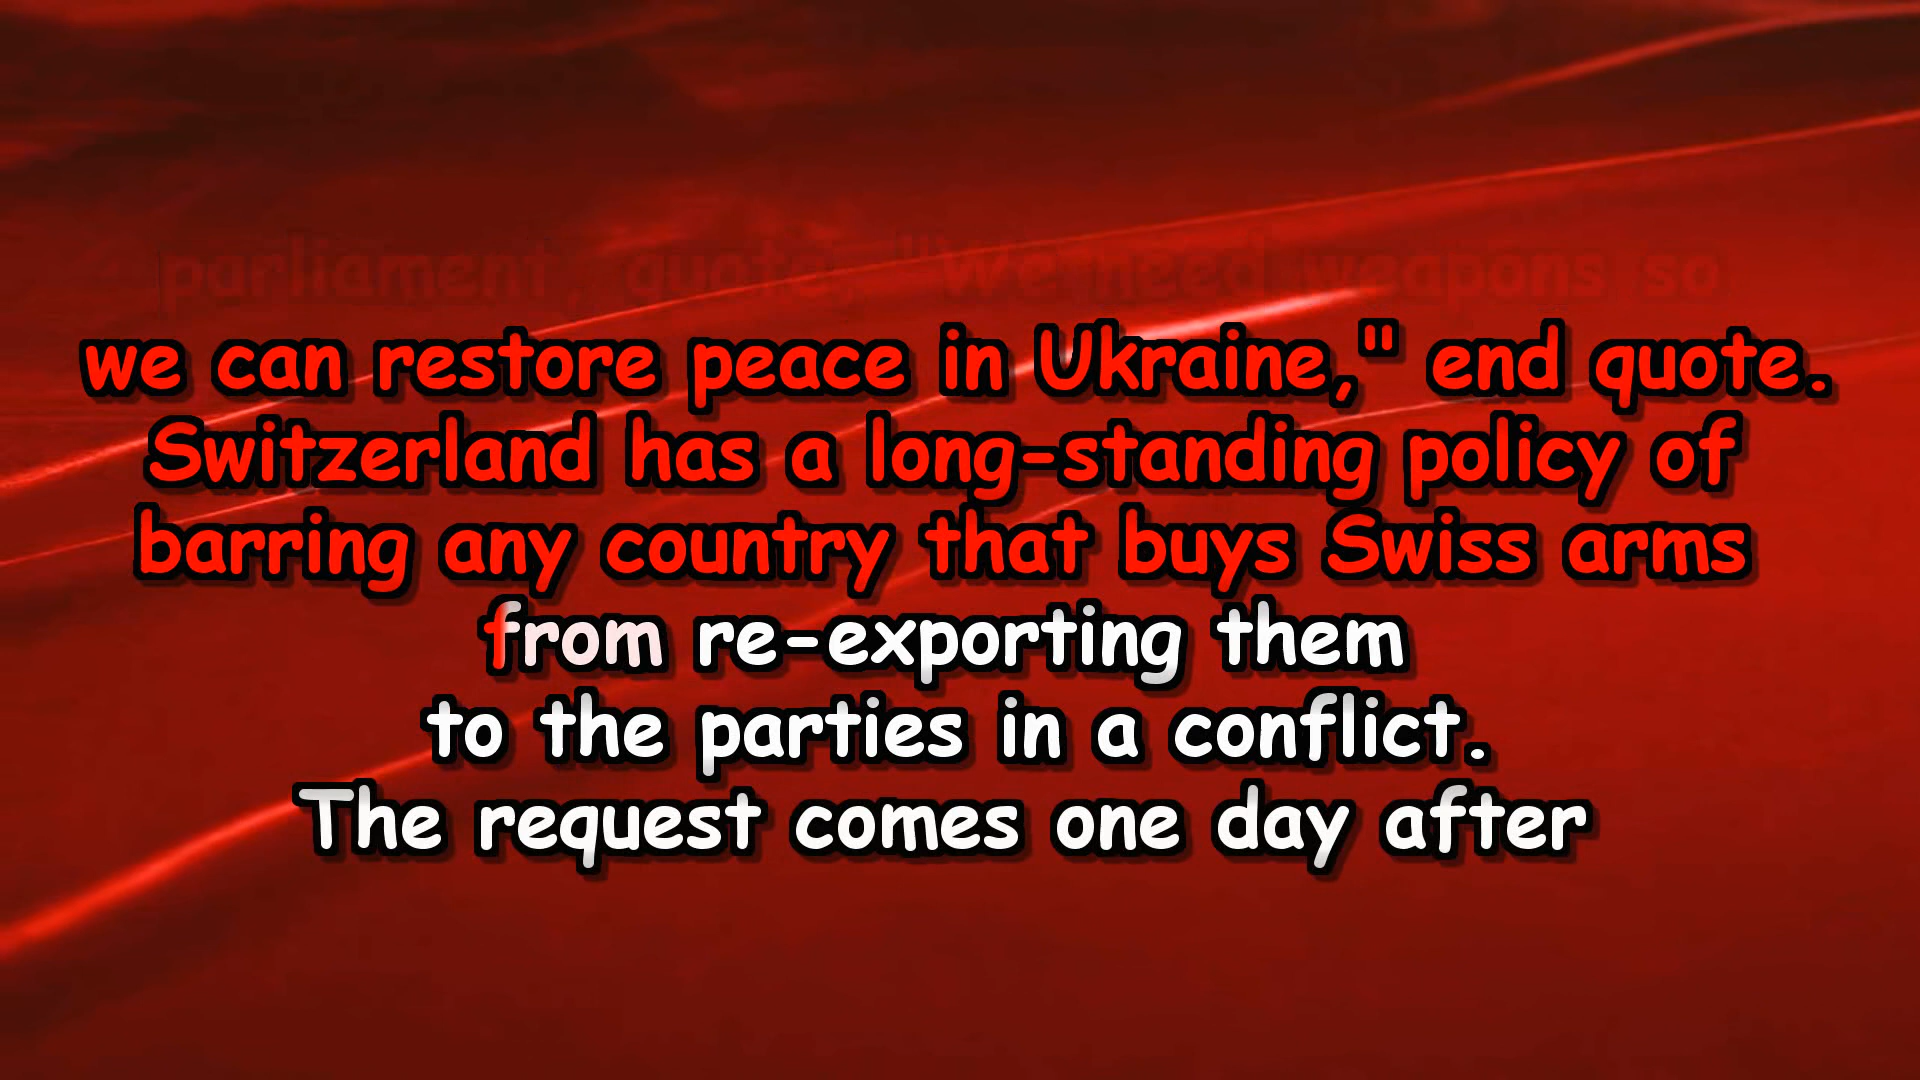 parliament, quote, "We need weapons so
we can restore peace in Ukraine," end quote.
Switzerland has a long-standing policy of
barring any country that buys Swiss arms
from re-exporting them
to the parties in a conflict.
The request comes one day after